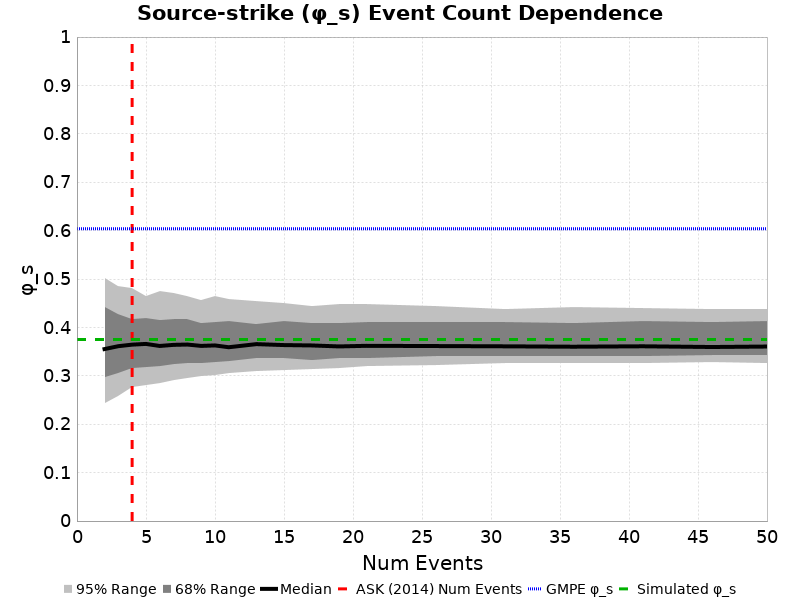 Source-strike (φ_s) Event Count Dependence
1
0.9
0.8
0.7
0.6
0.5
0.4
0.3
0.2
0.1
0
φ_s
0 5 10 15 20 25 30 35 40 45 50
Num Events
95% Range 68% Range Median ASK (2014) Num Events GMPE φ_s Simulated φ_s